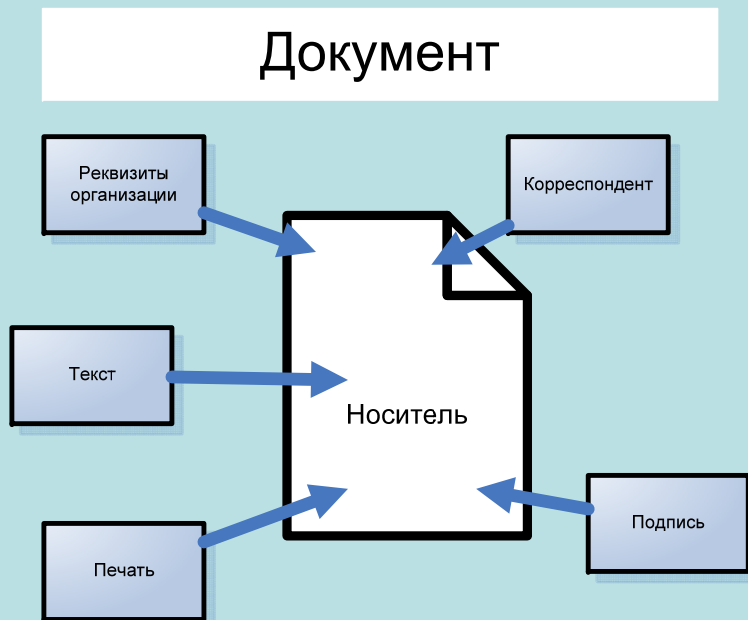 Документ
Реквизиты
организации
Корреспондент
Текст
Носитель
Подпись
Печать